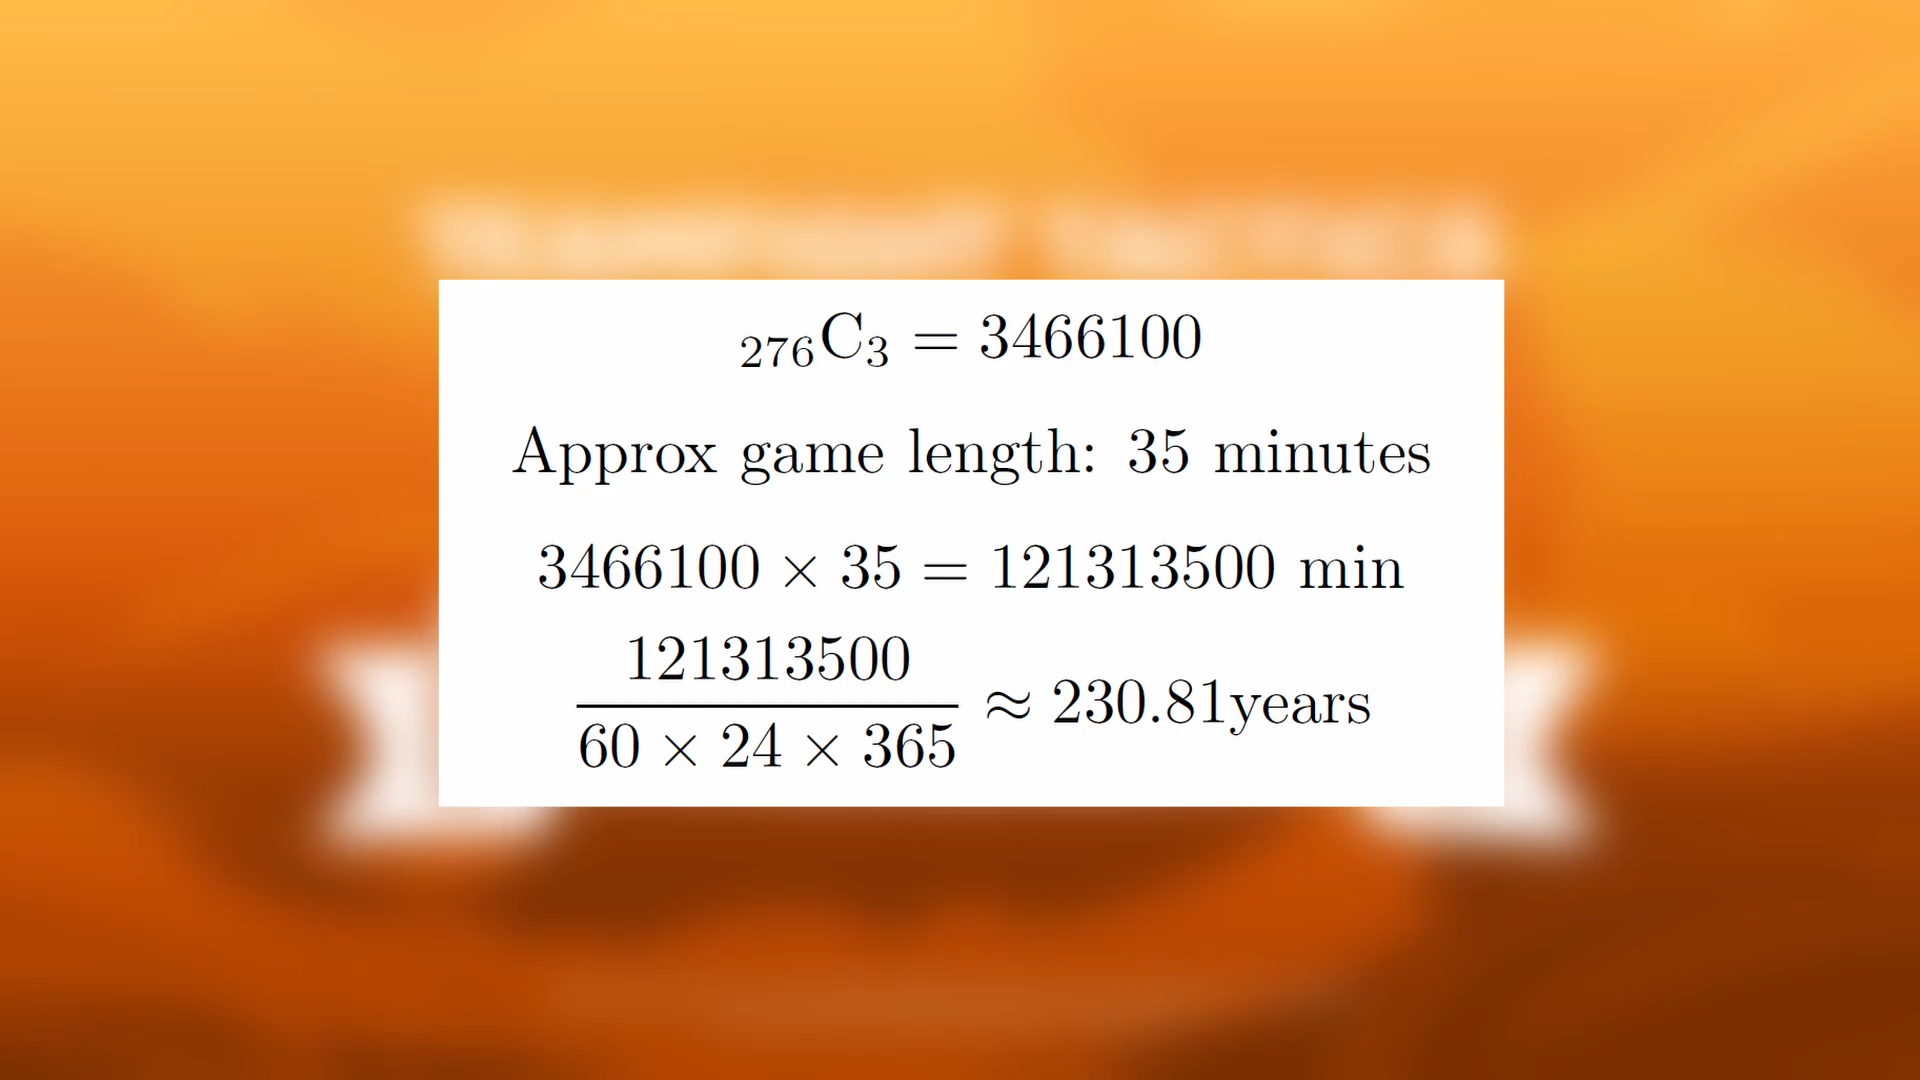 ₂₇₆C₃ = 3466100
Approx game length: 35 minutes
3466100 × 35 = 121313500 min
121313500
60 × 24 × 365
≈ 230.81years